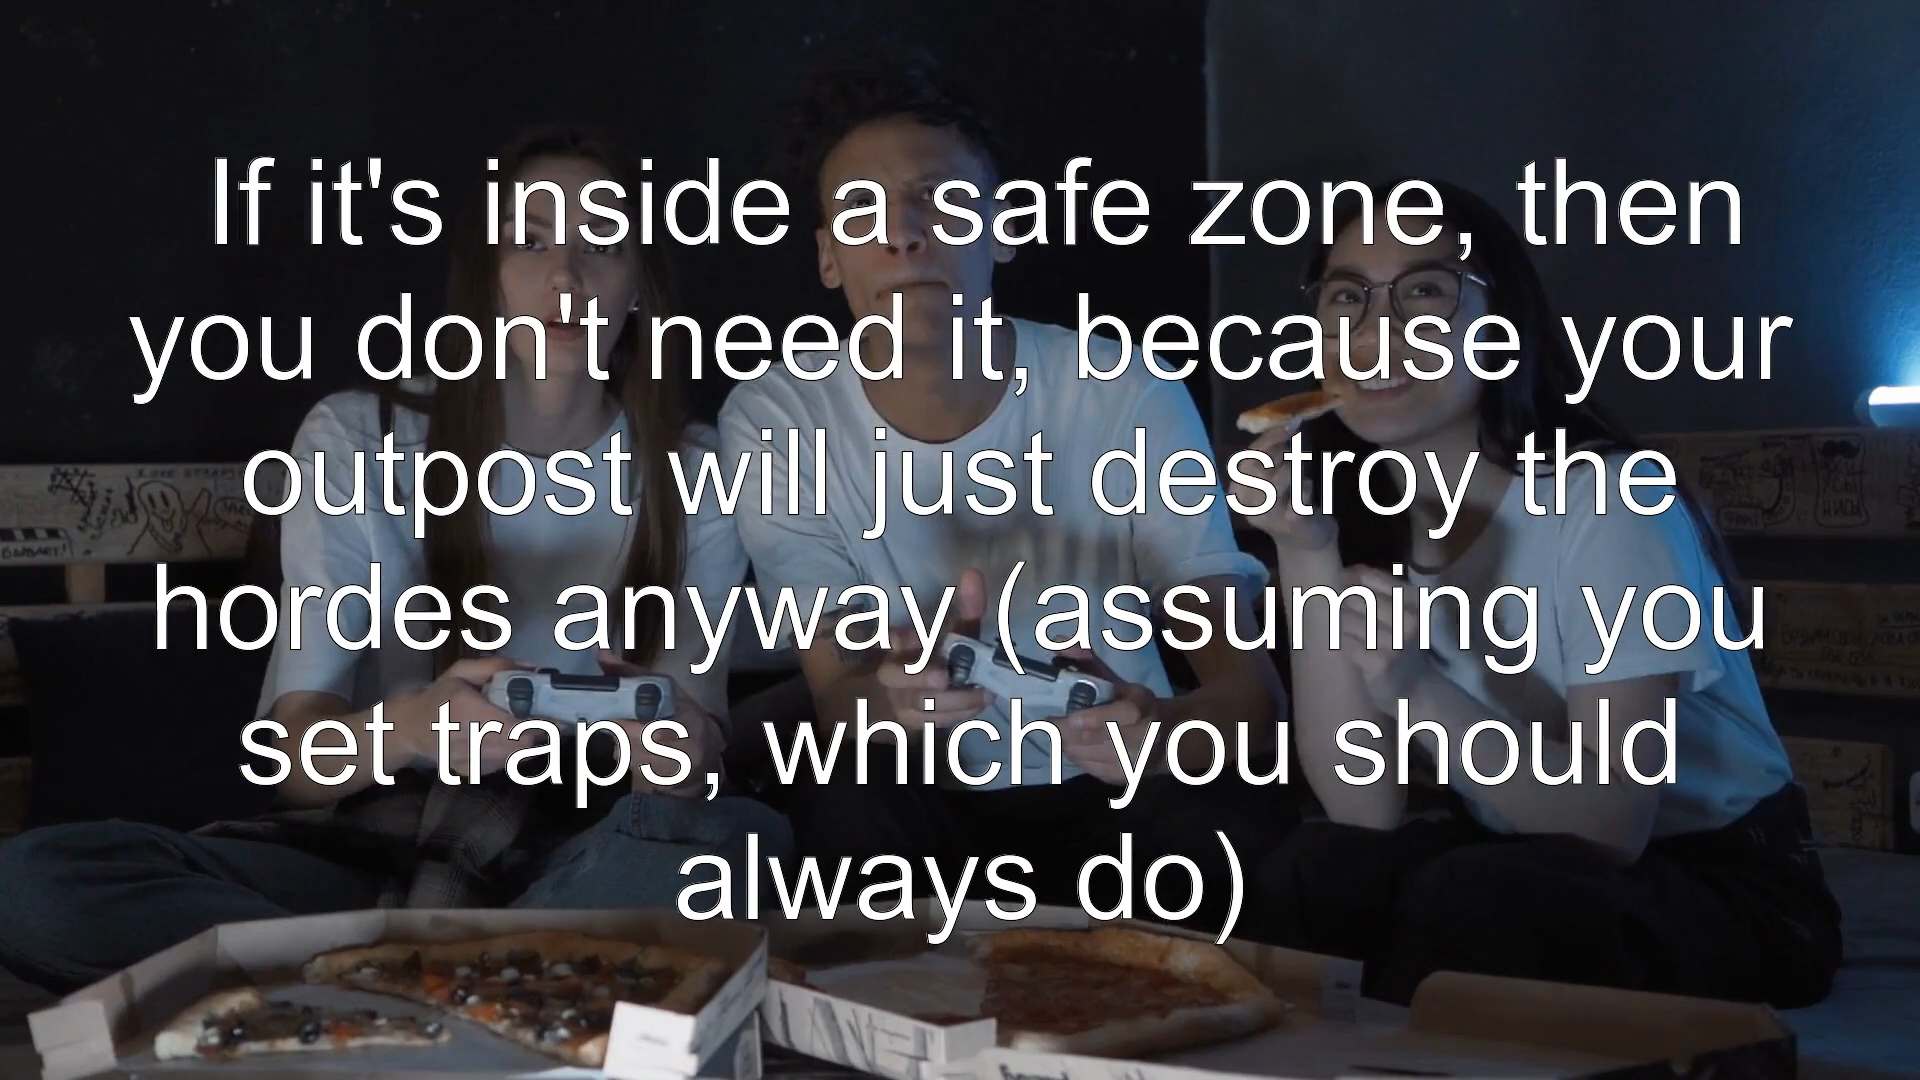 If it's inside a safe zone, then
you don't need it, because your
outpost will just destroy the
hordes anyway (assuming you
set traps, which you should
always do)